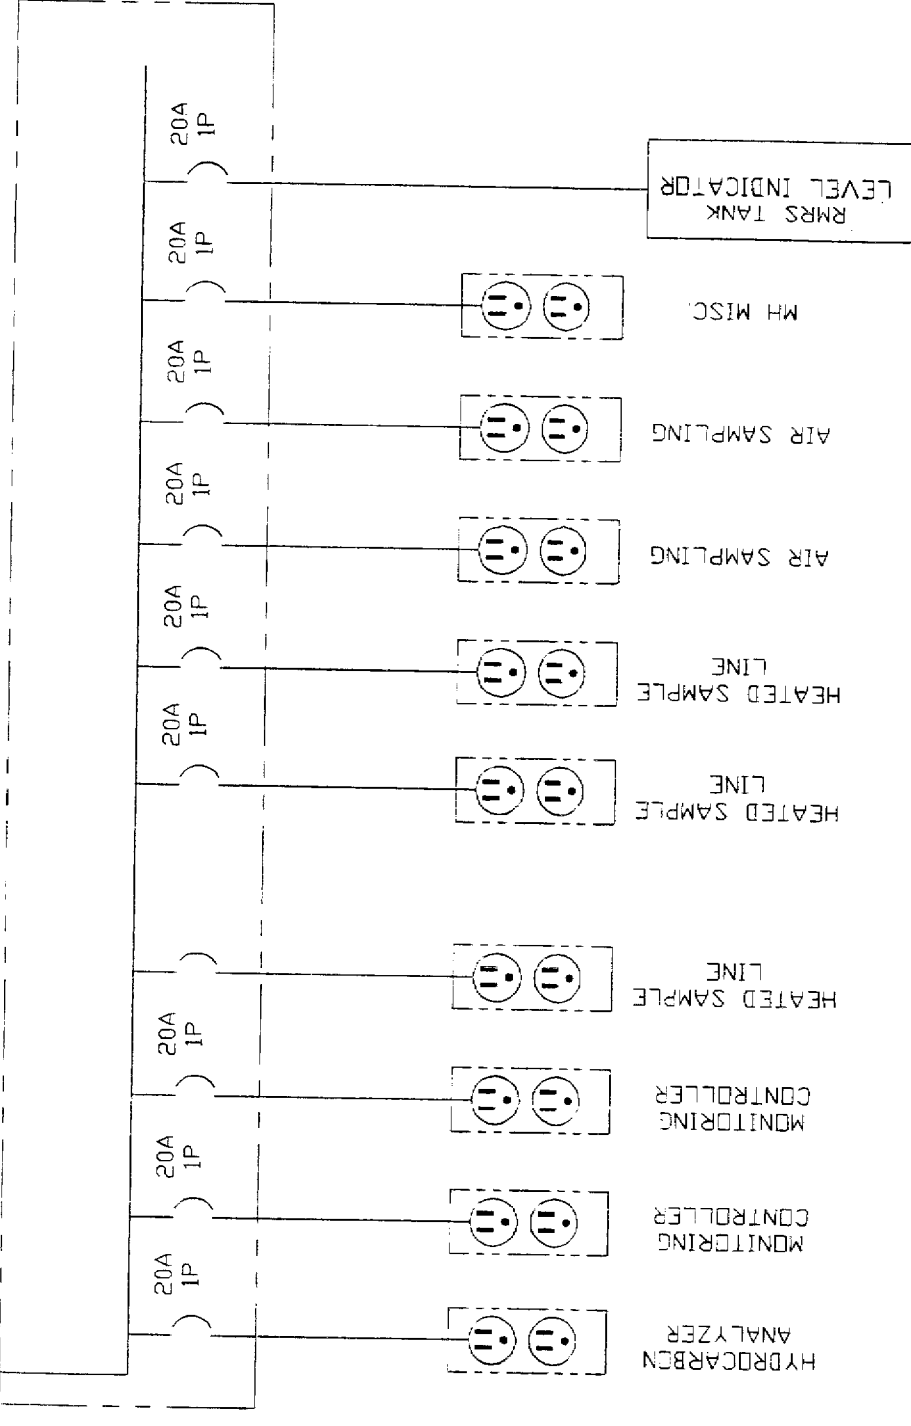 20A
1P
RMRS TANK
LEVEL INDICATOR
20A
1P
MH MISC.
20A
1P
AIR SAMPLING
20A
1P
AIR SAMPLING
20A
1P
HEATED SAMPLE
LINE
20A
1P
HEATED SAMPLE
LINE
HEATED SAMPLE
LINE
20A
1P
MONITORING
CONTROLLER
20A
1P
MONITORING
CONTROLLER
20A
1P
HYDROCARBON
ANALYZER